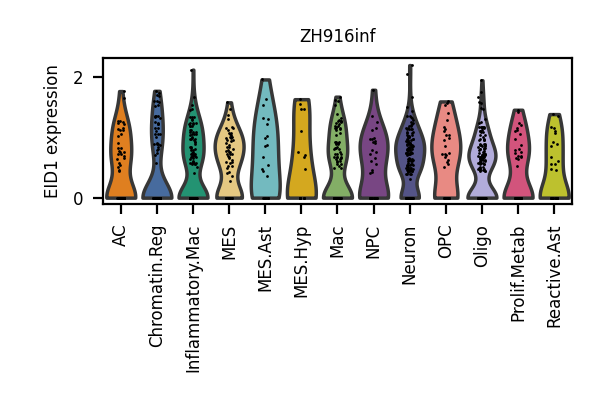 ZH916inf
EID1 expression
2
0
AC
Chromatin.Reg
Inflammatory.Mac
MES
MES.Ast
MES.Hyp
Mac
NPC
Neuron
OPC
Oligo
Prolif.Metab
Reactive.Ast